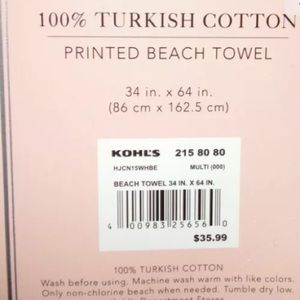 100% TURKISH COTTON
PRINTED BEACH TOWEL
34 in. x 64 in.
(86 cm x 162.5 cm)
KOHL'S 215 80 80
HJCN15WHBE MULTI (000)
BEACH TOWEL 34 IN. X 64 IN.
4 00983 25656 0
$35.99
100% TURKISH COTTON
Wash before using. Machine wash warm with like colors.
Only non-chlorine bleach when needed. Tumble dry low.
Department Stores